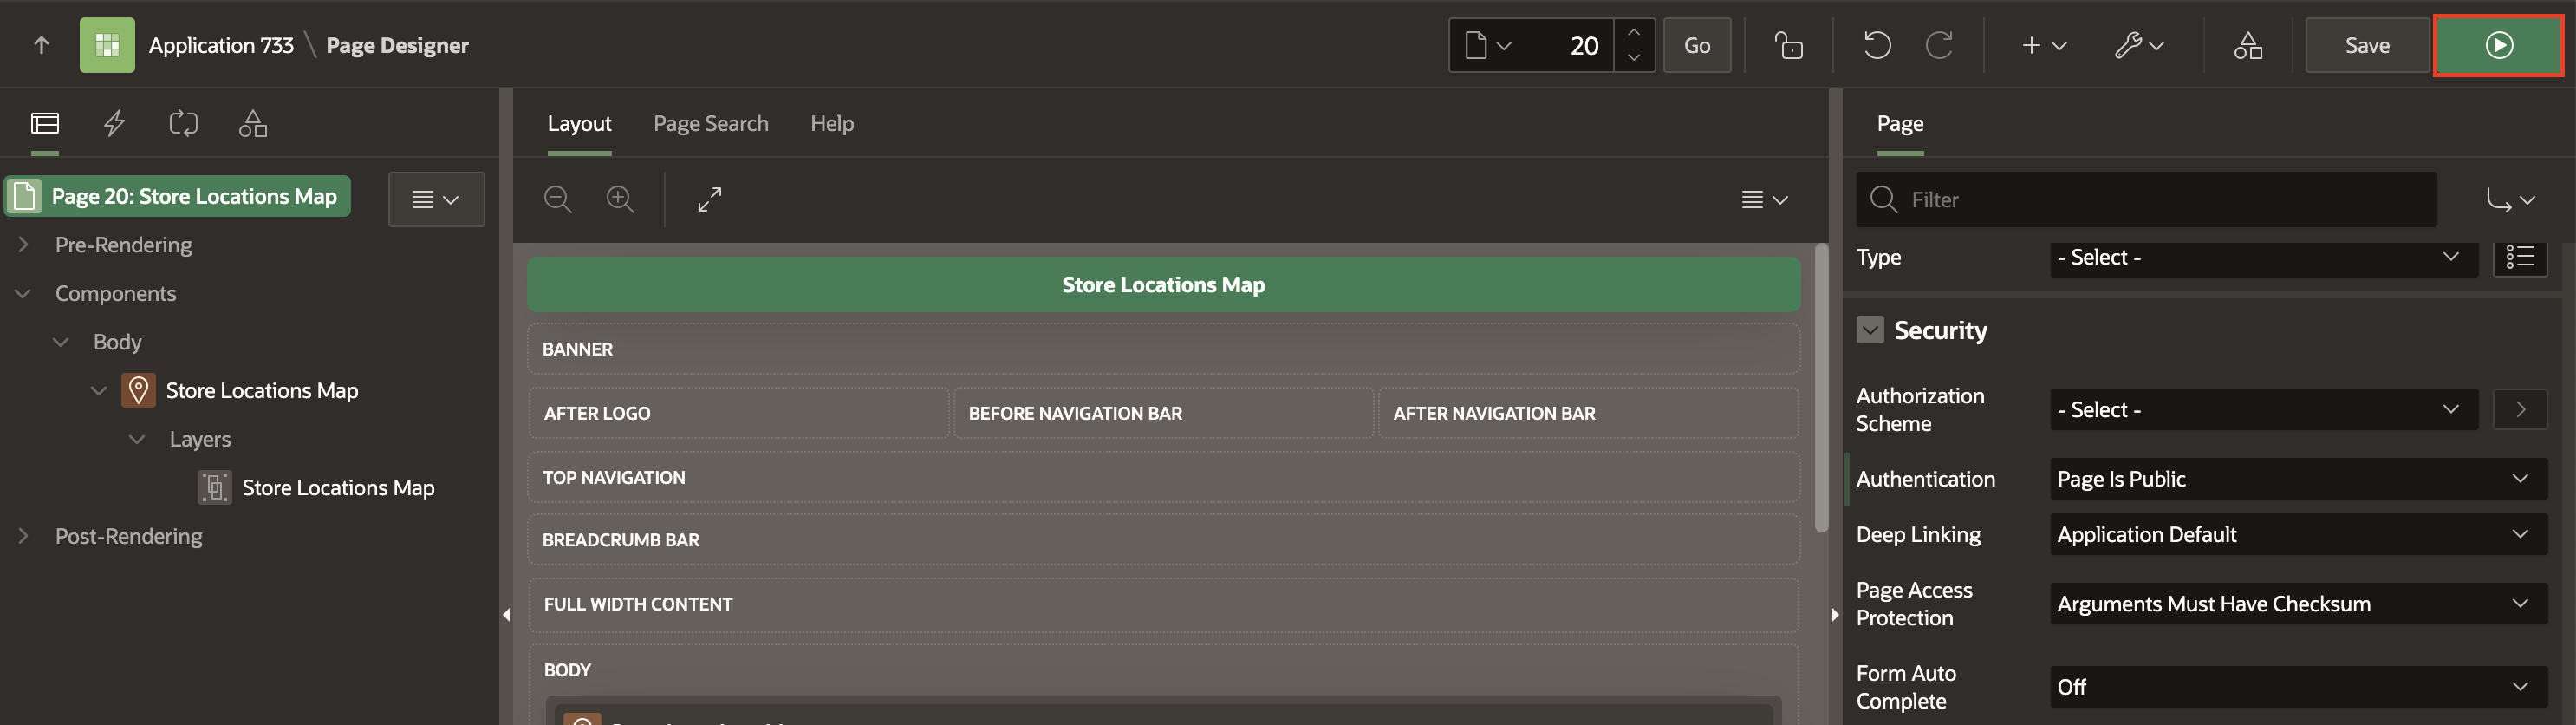 Application 733 \ Page Designer
20
Go
Save
Layout
Page Search
Help
Page
Page 20: Store Locations Map
Pre-Rendering
Components
Body
Store Locations Map
Layers
Store Locations Map
Post-Rendering
Store Locations Map
BANNER
AFTER LOGO
BEFORE NAVIGATION BAR
AFTER NAVIGATION BAR
TOP NAVIGATION
BREADCRUMB BAR
FULL WIDTH CONTENT
BODY
Filter
Type
- Select -
Security
Authorization
Scheme
- Select -
Authentication
Page Is Public
Deep Linking
Application Default
Page Access
Protection
Arguments Must Have Checksum
Form Auto
Complete
Off